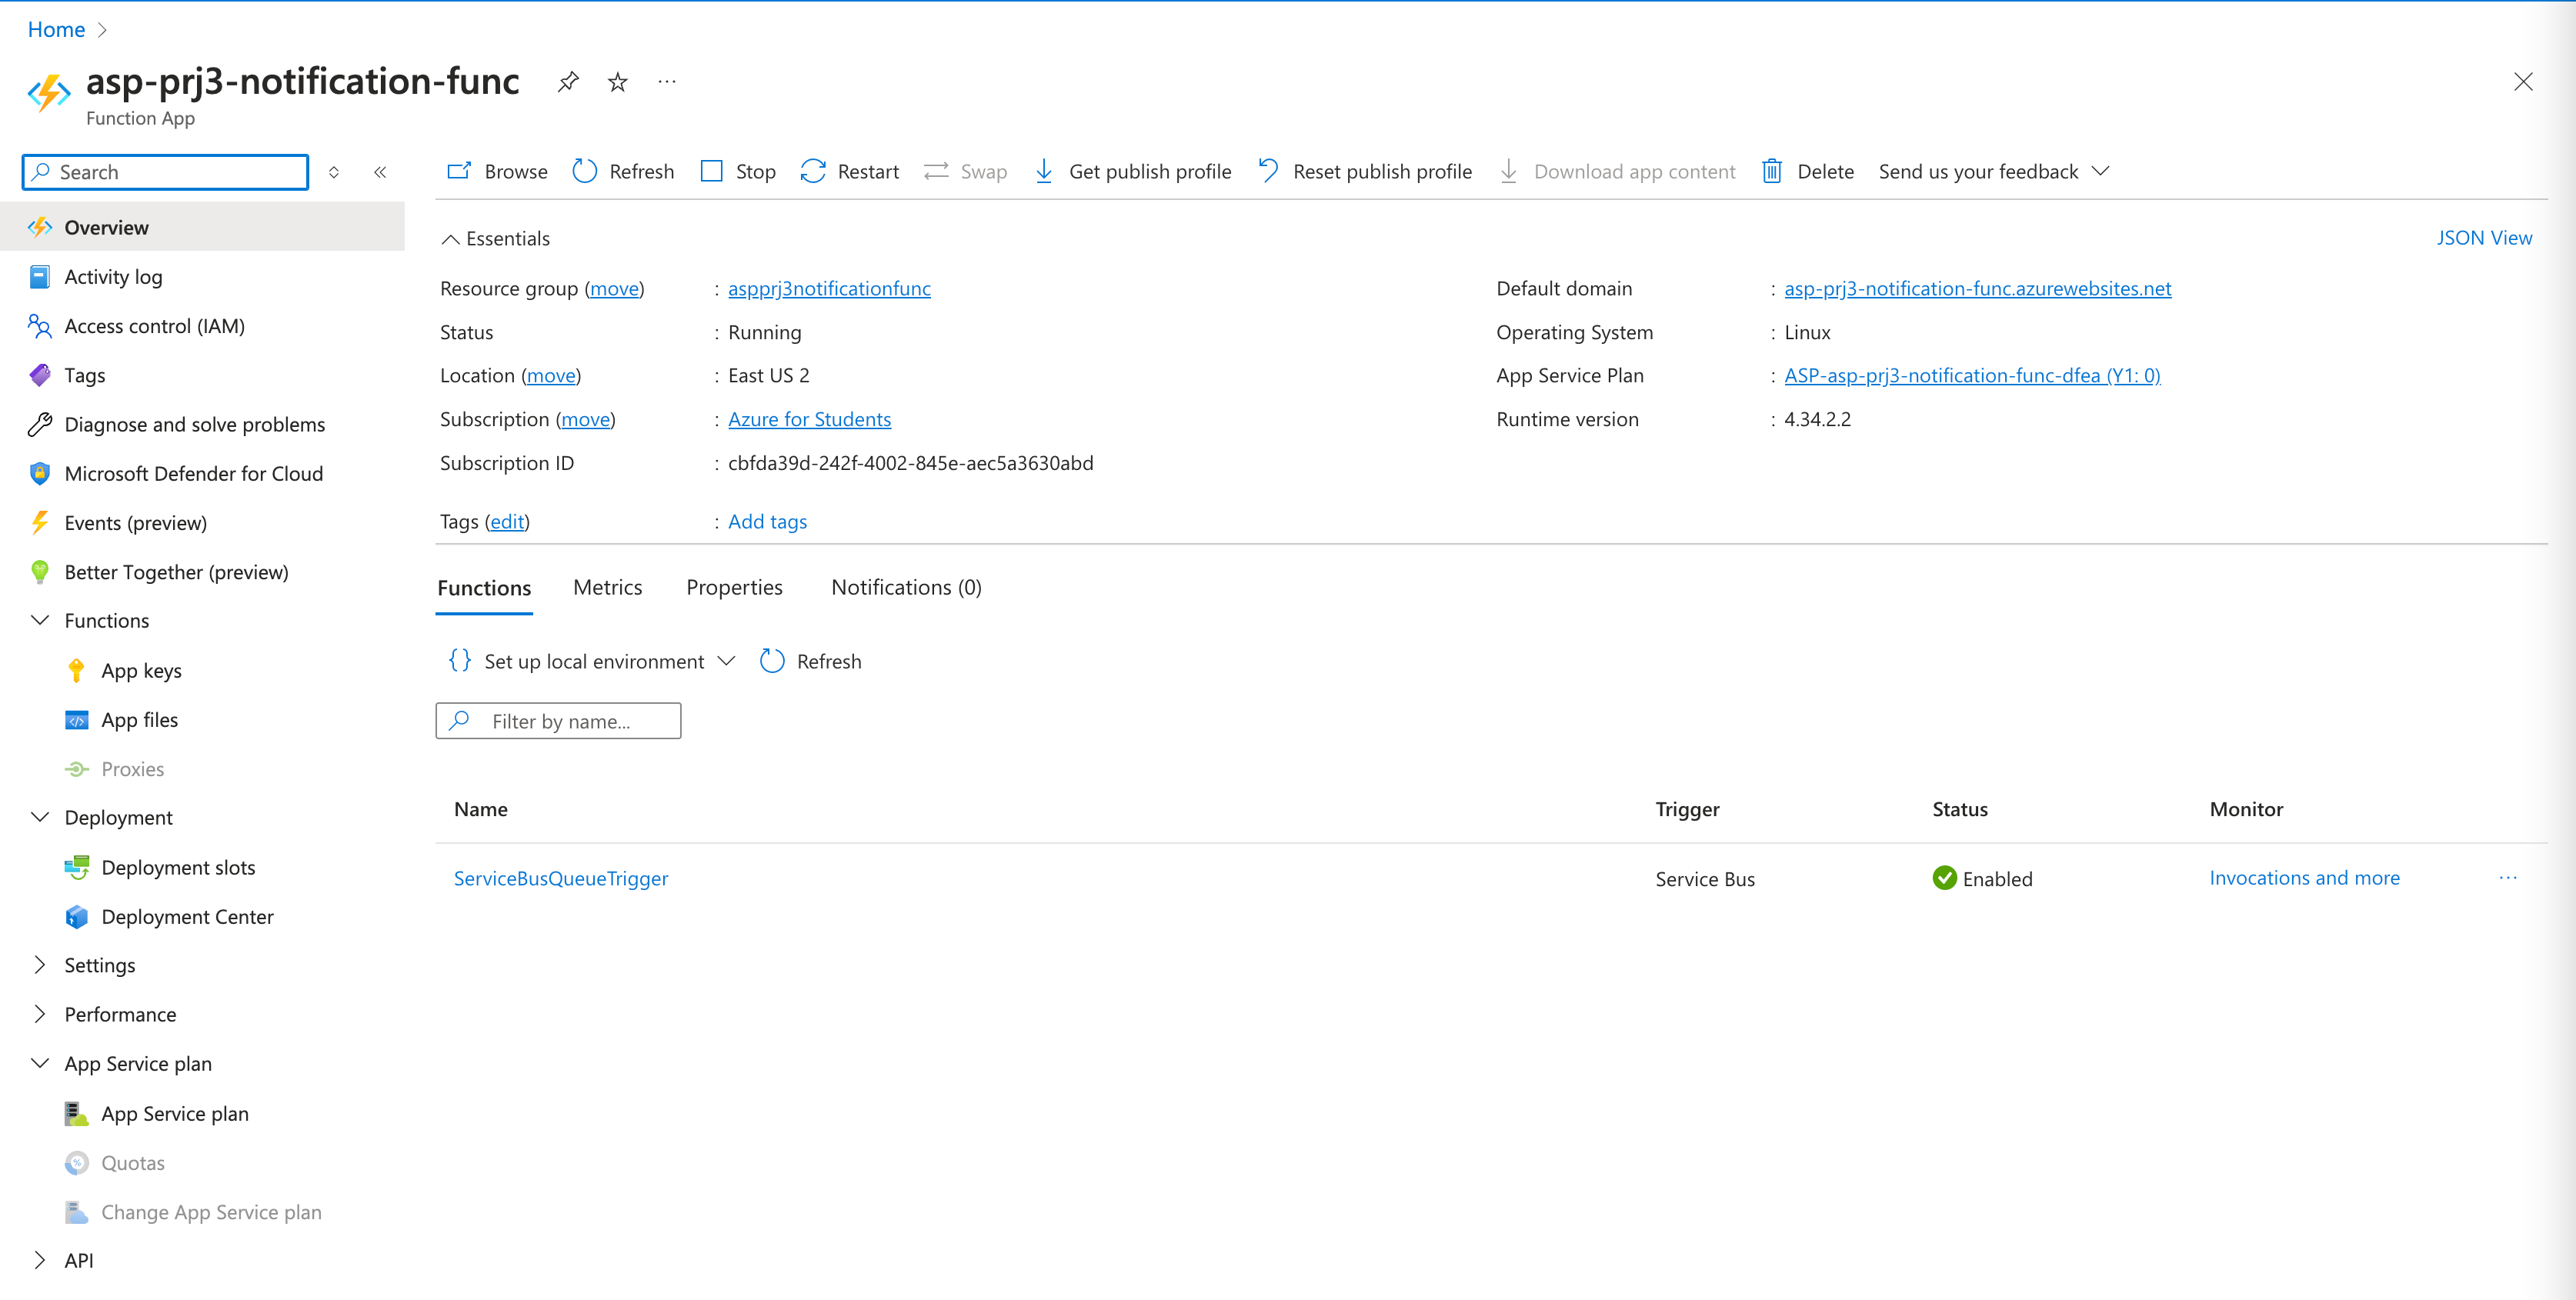 Home
asp-prj3-notification-func
Function App
Search
Browse Refresh Stop Restart Swap Get publish profile Reset publish profile Download app content Delete Send us your feedback
Overview
Activity log
Access control (IAM)
Tags
Diagnose and solve problems
Microsoft Defender for Cloud
Events (preview)
Better Together (preview)
Functions
App keys
App files
Proxies
Deployment
Deployment slots
Deployment Center
Settings
Performance
App Service plan
App Service plan
Quotas
Change App Service plan
API
Essentials JSON View
Resource group (move) : aspprj3notificationfunc
Status : Running
Location (move) : East US 2
Subscription (move) : Azure for Students
Subscription ID : cbfda39d-242f-4002-845e-aec5a3630abd
Tags (edit) : Add tags
Default domain : asp-prj3-notification-func.azurewebsites.net
Operating System : Linux
App Service Plan : ASP-asp-prj3-notification-func-dfea (Y1: 0)
Runtime version : 4.34.2.2
Functions Metrics Properties Notifications (0)
Set up local environment Refresh
Filter by name...
Name Trigger Status Monitor
ServiceBusQueueTrigger Service Bus Enabled Invocations and more